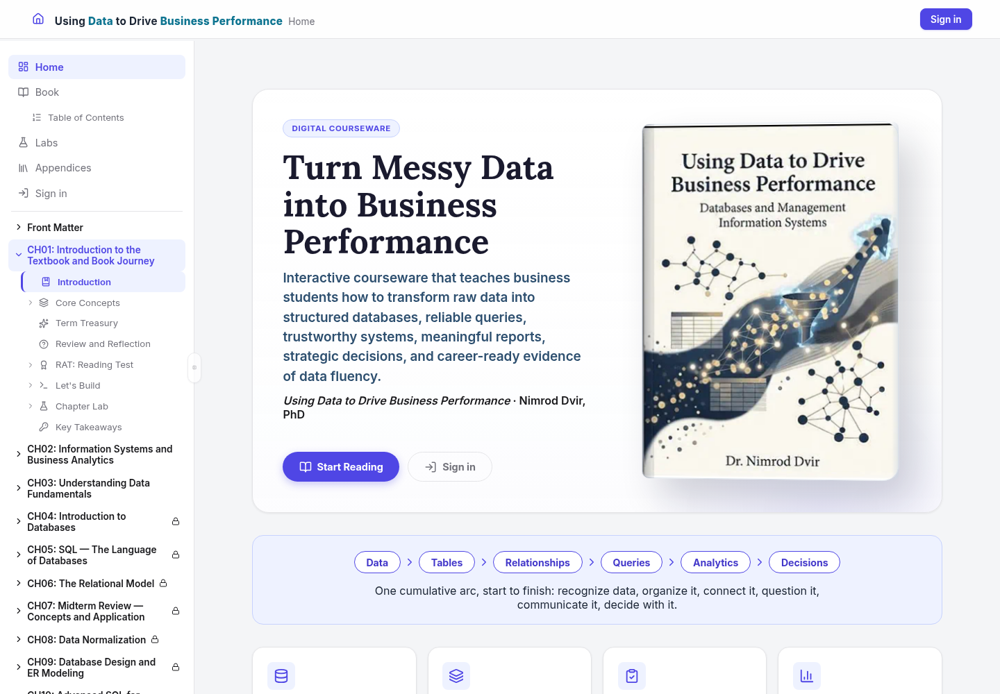 Using Data to Drive Business Performance Home
Sign in
Home
Book
Table of Contents
Labs
Appendices
Sign in
Front Matter
CH01: Introduction to the
Textbook and Book Journey
Introduction
Core Concepts
Term Treasury
Review and Reflection
RAT: Reading Test
Let's Build
Chapter Lab
Key Takeaways
CH02: Information Systems and
Business Analytics
CH03: Understanding Data
Fundamentals
CH04: Introduction to
Databases
CH05: SQL — The Language
of Databases
CH06: The Relational Model
CH07: Midterm Review —
Concepts and Application
CH08: Data Normalization
CH09: Database Design and
ER Modeling
DIGITAL COURSEWARE
Turn Messy Data
into Business
Performance
Interactive courseware that teaches business
students how to transform raw data into
structured databases, reliable queries,
trustworthy systems, meaningful reports,
strategic decisions, and career-ready evidence
of data fluency.
Using Data to Drive Business Performance · Nimrod Dvir,
PhD
Start Reading
Sign in
Using Data to Drive
Business Performance
Databases and Management
Information Systems
Dr. Nimrod Dvir
Data
Tables
Relationships
Queries
Analytics
Decisions
One cumulative arc, start to finish: recognize data, organize it, connect it, question it,
communicate it, decide with it.